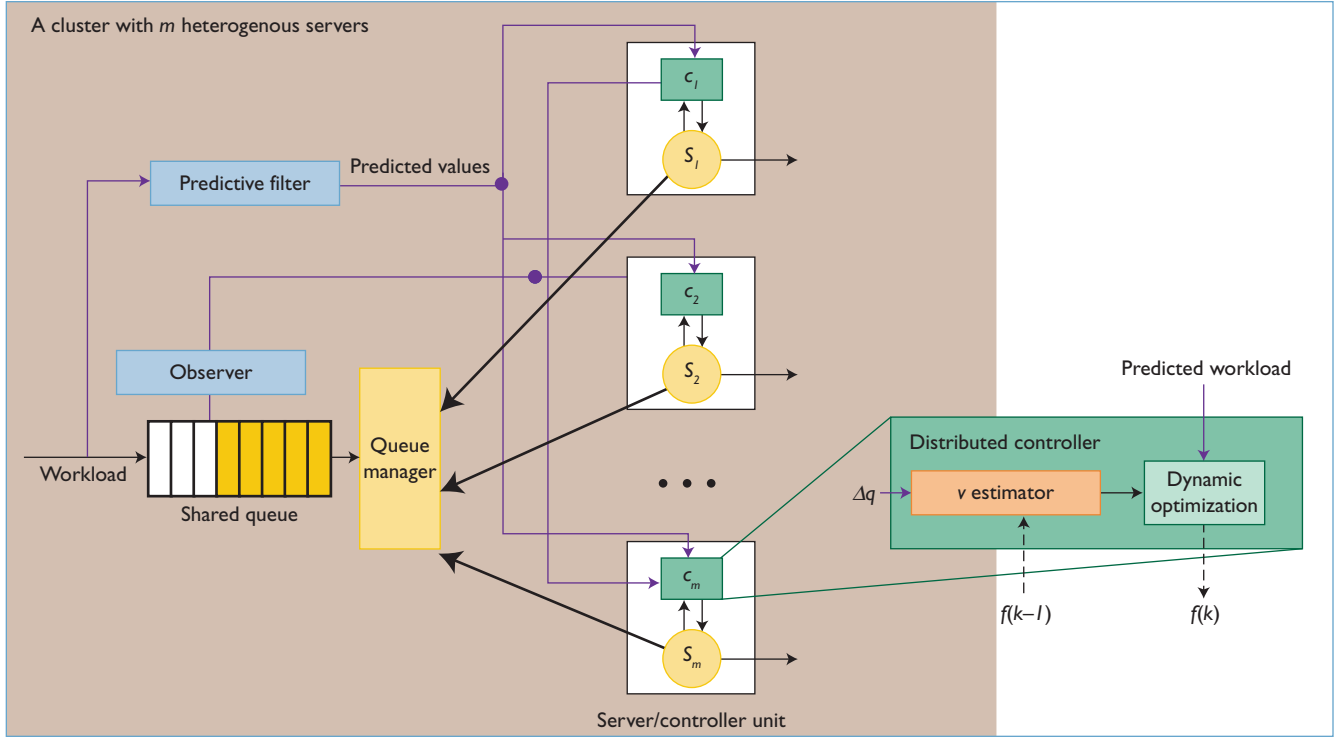 A cluster with m heterogenous servers
c1
S1
Predicted values
Predictive filter
c2
S2
Observer
Predicted workload
Queue
manager
Distributed controller
Workload
Shared queue
Δq
v estimator
Dynamic
optimization
• • •
cm
f(k–1)
f(k)
Sm
Server/controller unit